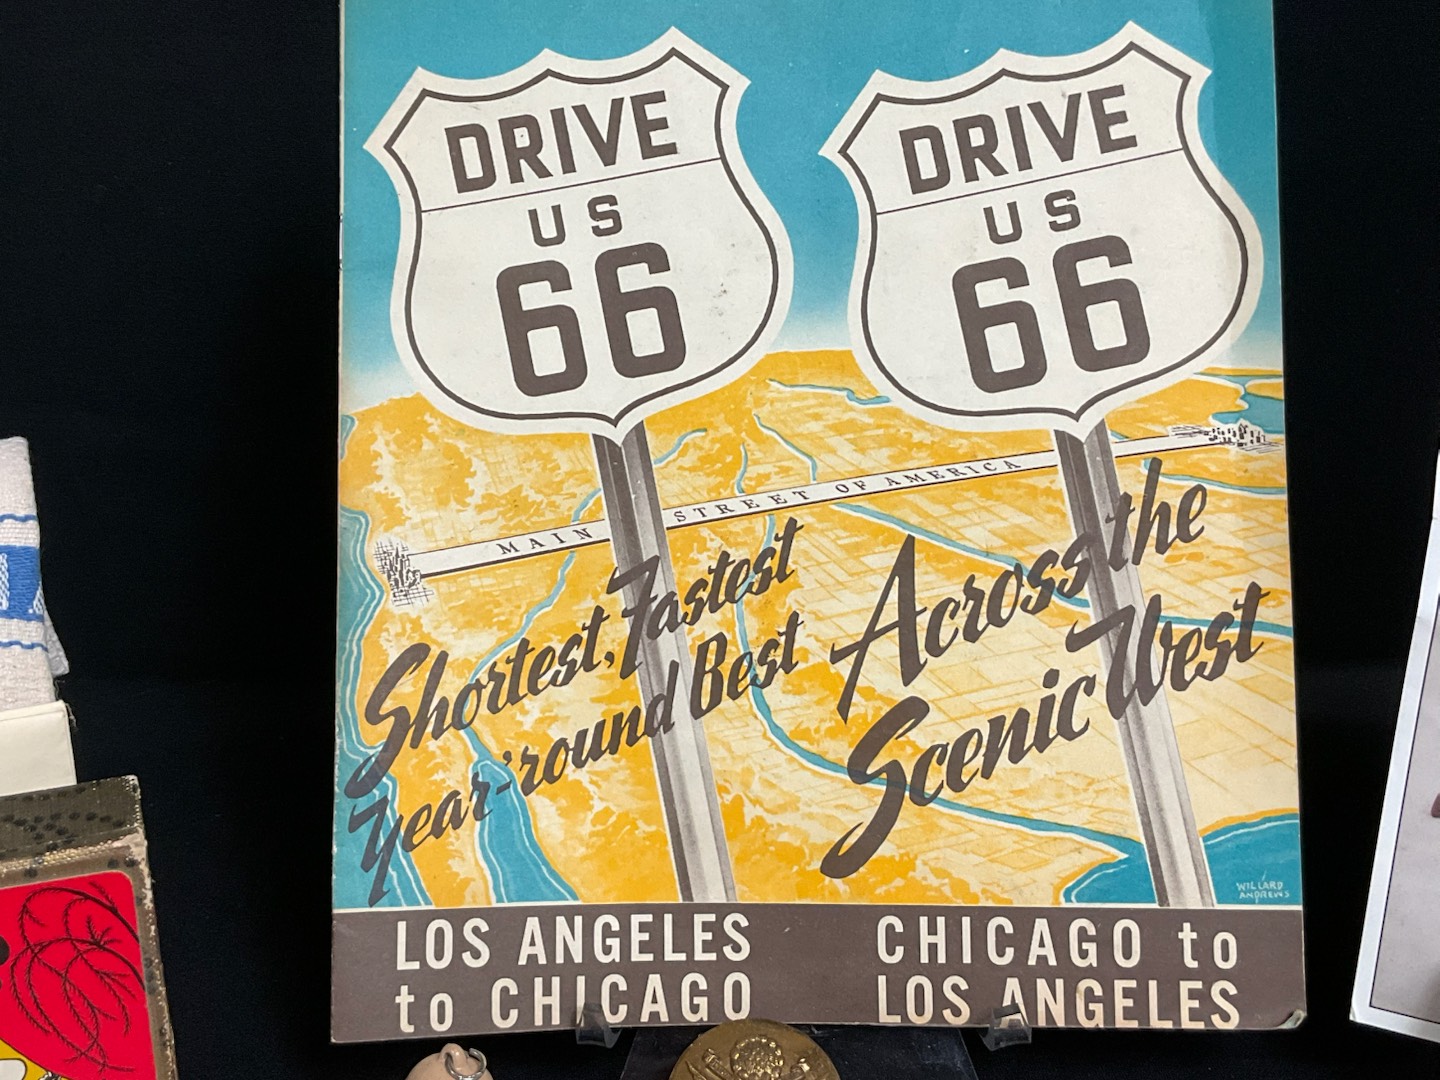 DRIVE
US
66
DRIVE
US
66
MAIN STREET OF AMERICA
Shortest, Fastest
Year-'round Best
Across the
Scenic West
WILLARD
ANDREWS
LOS ANGELES
to CHICAGO
CHICAGO to
LOS ANGELES